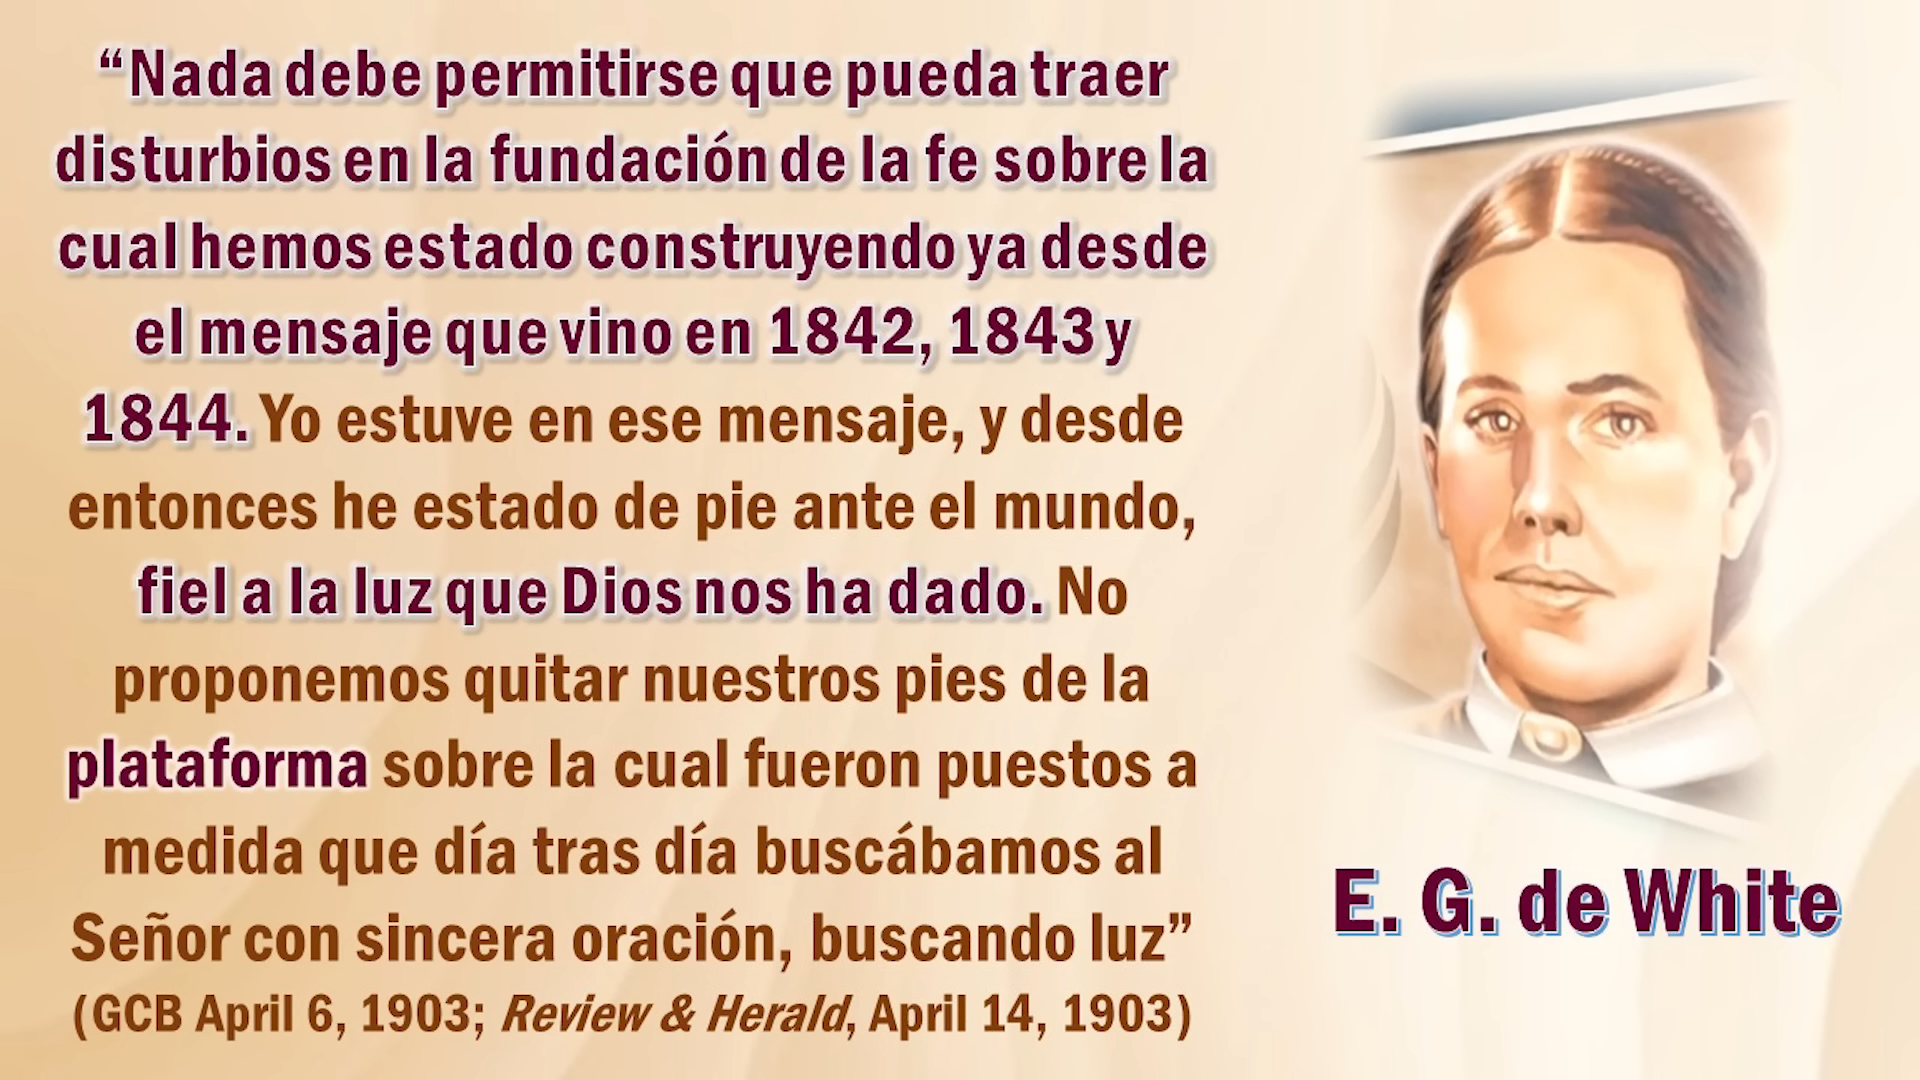 “Nada debe permitirse que pueda traer
disturbios en la fundación de la fe sobre la
cual hemos estado construyendo ya desde
el mensaje que vino en 1842, 1843 y
1844. Yo estuve en ese mensaje, y desde
entonces he estado de pie ante el mundo,
fiel a la luz que Dios nos ha dado. No
proponemos quitar nuestros pies de la
plataforma sobre la cual fueron puestos a
medida que día tras día buscábamos al
Señor con sincera oración, buscando luz”
(GCB April 6, 1903; Review & Herald, April 14, 1903)
E. G. de White